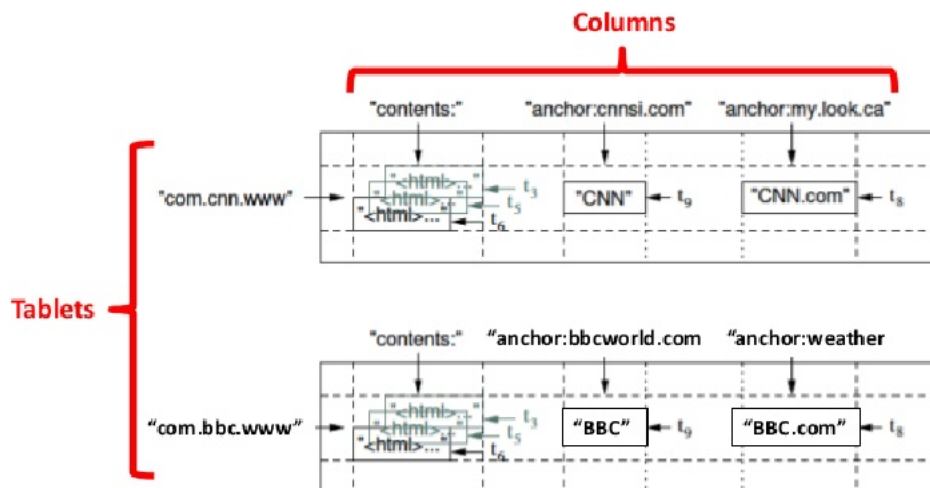 Columns
"contents:" "anchor:cnnsi.com" "anchor:my.look.ca"
"<html>..." t3
"com.cnn.www" "<html>..." t5 "CNN" t9 "CNN.com" t8
"<html>..." t6
Tablets
"contents:" “anchor:bbcworld.com “anchor:weather
"<html>..." t3
“com.bbc.www” "<html>..." t5 “BBC” t9 “BBC.com” t8
"<html>..." t6